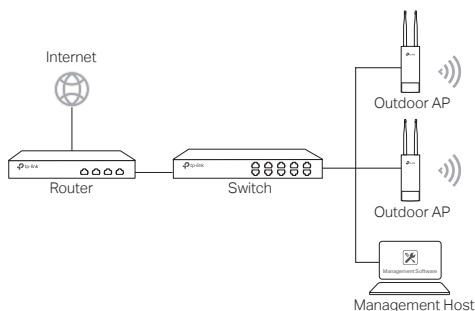 Internet
tp-link
Router
tp-link
Switch
Outdoor AP
Outdoor AP
Management Software
Management Host